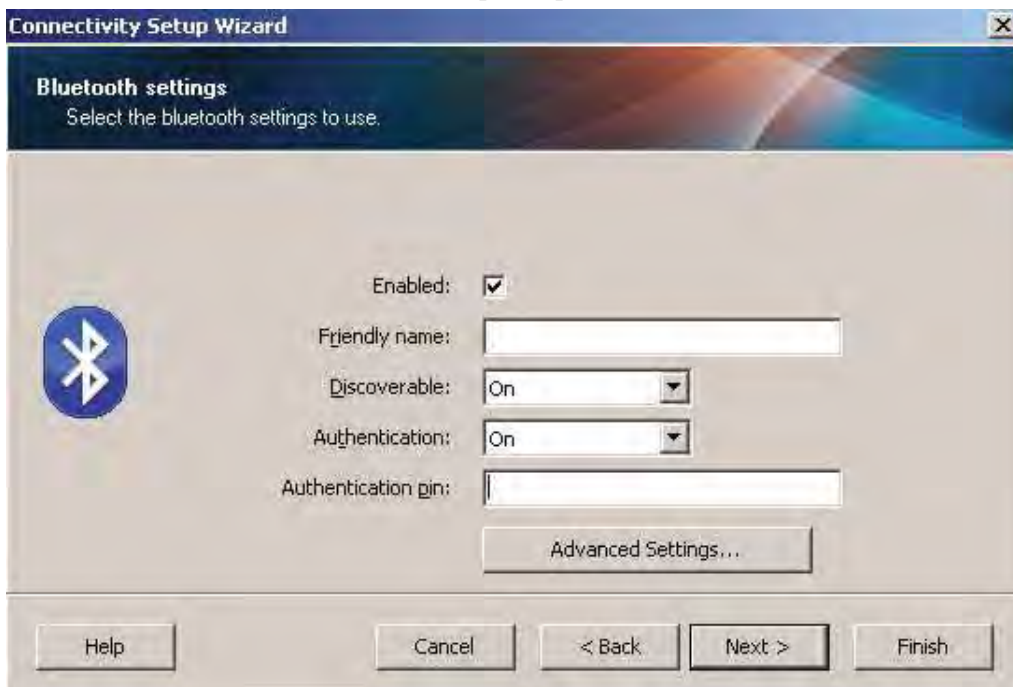 Connectivity Setup Wizard
Bluetooth settings
Select the bluetooth settings to use.
Enabled:
Friendly name:
Discoverable: On
Authentication: On
Authentication pin:
Advanced Settings...
Help Cancel < Back Next > Finish